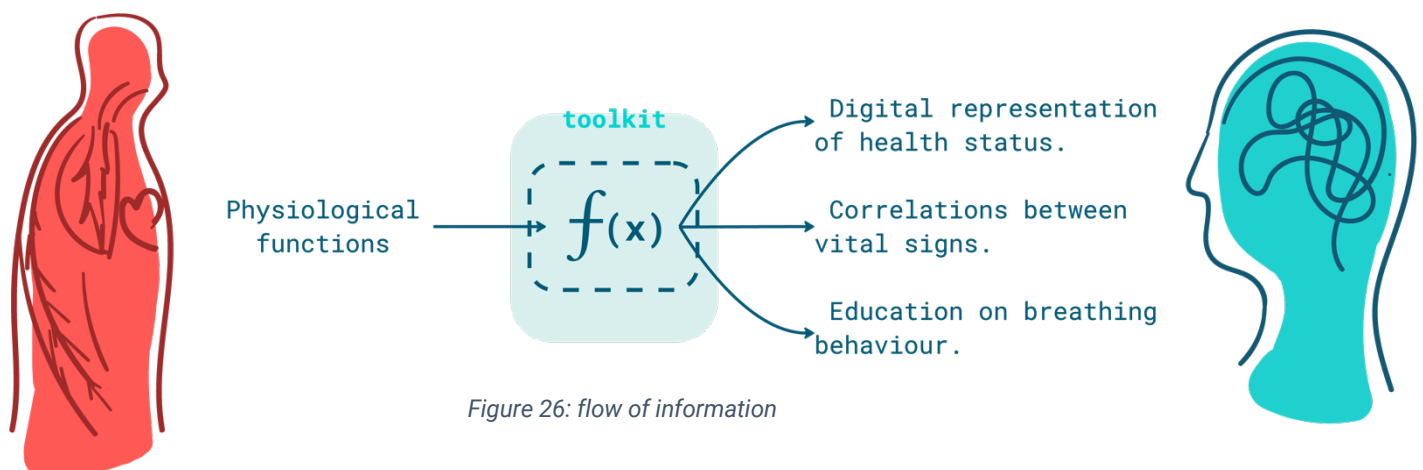 toolkit
Physiological
functions
f(x)
Digital representation
of health status.
Correlations between
vital signs.
Education on breathing
behaviour.
Figure 26: flow of information